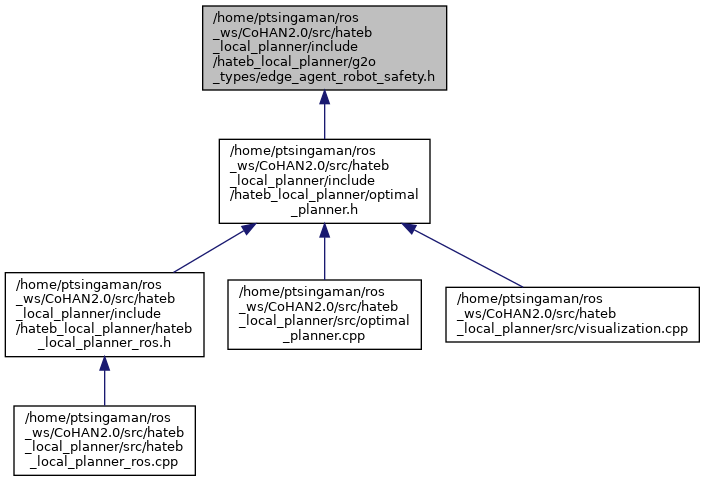 /home/ptsingaman/ros
_ws/CoHAN2.0/src/hateb
_local_planner/include
/hateb_local_planner/g2o
_types/edge_agent_robot_safety.h
/home/ptsingaman/ros
_ws/CoHAN2.0/src/hateb
_local_planner/include
/hateb_local_planner/optimal
_planner.h
/home/ptsingaman/ros
_ws/CoHAN2.0/src/hateb
_local_planner/include
/hateb_local_planner/hateb
_local_planner_ros.h
/home/ptsingaman/ros
_ws/CoHAN2.0/src/hateb
_local_planner/src/optimal
_planner.cpp
/home/ptsingaman/ros
_ws/CoHAN2.0/src/hateb
_local_planner/src/visualization.cpp
/home/ptsingaman/ros
_ws/CoHAN2.0/src/hateb
_local_planner/src/hateb
_local_planner_ros.cpp